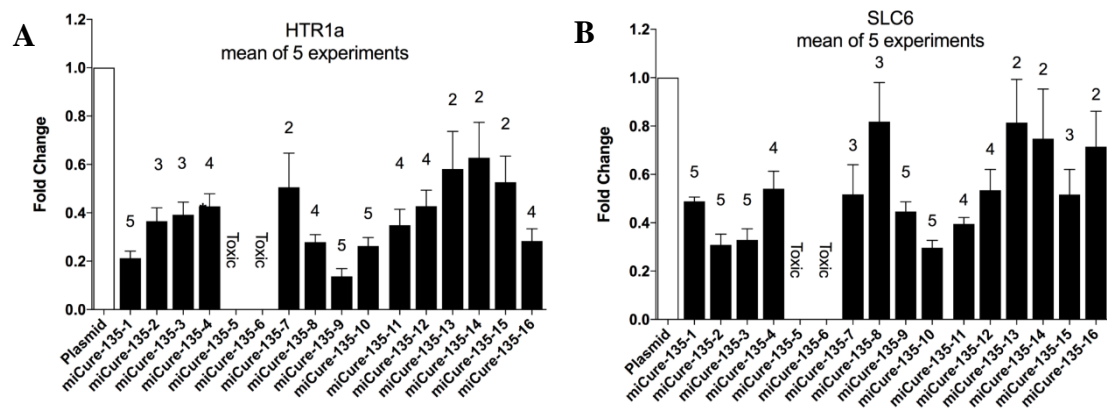 A
HTR1a
mean of 5 experiments
Fold Change
1.2
1.0
0.8
0.6
0.4
0.2
0.0
5
3
3
4
Toxic
Toxic
2
4
5
5
4
4
2
2
2
4
Plasmid
miCure-135-1
miCure-135-2
miCure-135-3
miCure-135-4
miCure-135-5
miCure-135-6
miCure-135-7
miCure-135-8
miCure-135-9
miCure-135-10
miCure-135-11
miCure-135-12
miCure-135-13
miCure-135-14
miCure-135-15
miCure-135-16
B
SLC6
mean of 5 experiments
Fold Change
1.2
1.0
0.8
0.6
0.4
0.2
0.0
5
5
5
4
Toxic
Toxic
3
3
5
5
4
4
2
2
3
2
Plasmid
miCure-135-1
miCure-135-2
miCure-135-3
miCure-135-4
miCure-135-5
miCure-135-6
miCure-135-7
miCure-135-8
miCure-135-9
miCure-135-10
miCure-135-11
miCure-135-12
miCure-135-13
miCure-135-14
miCure-135-15
miCure-135-16